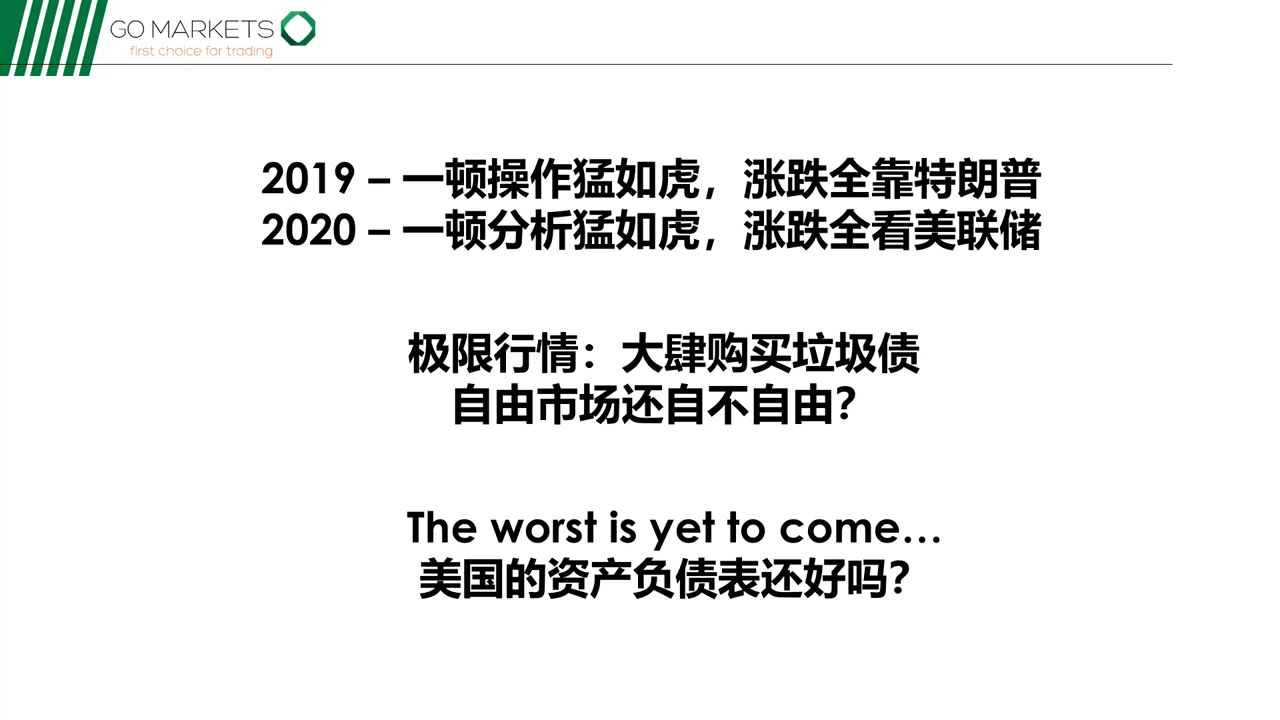 GO MARKETS
first choice for trading
2019 – 一顿操作猛如虎，涨跌全靠特朗普
2020 – 一顿分析猛如虎，涨跌全看美联储
极限行情：大肆购买垃圾债
自由市场还自不自由？
The worst is yet to come…
美国的资产负债表还好吗？